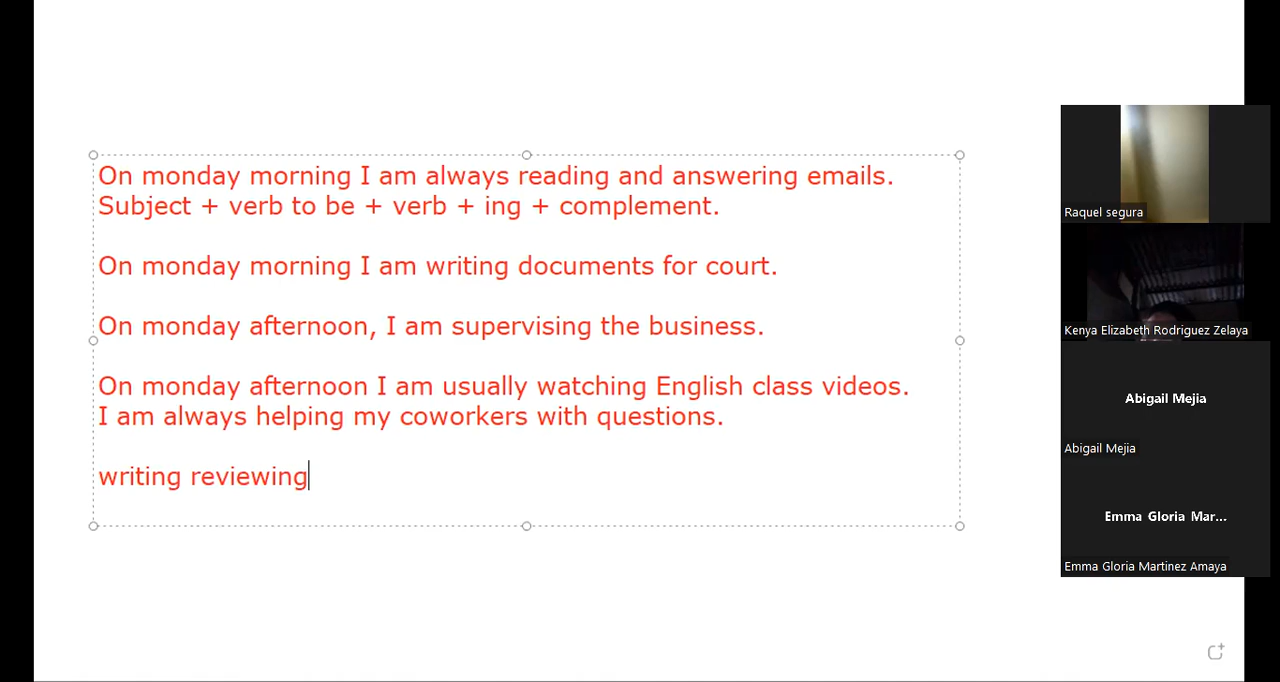 On monday morning I am always reading and answering emails.
Subject + verb to be + verb + ing + complement.
On monday morning I am writing documents for court.
On monday afternoon, I am supervising the business.
On monday afternoon I am usually watching English class videos.
I am always helping my coworkers with questions.
writing reviewing
Raquel segura
Kenya Elizabeth Rodriguez Zelaya
Abigail Mejia
Abigail Mejia
Emma Gloria Mar...
Emma Gloria Martinez Amaya